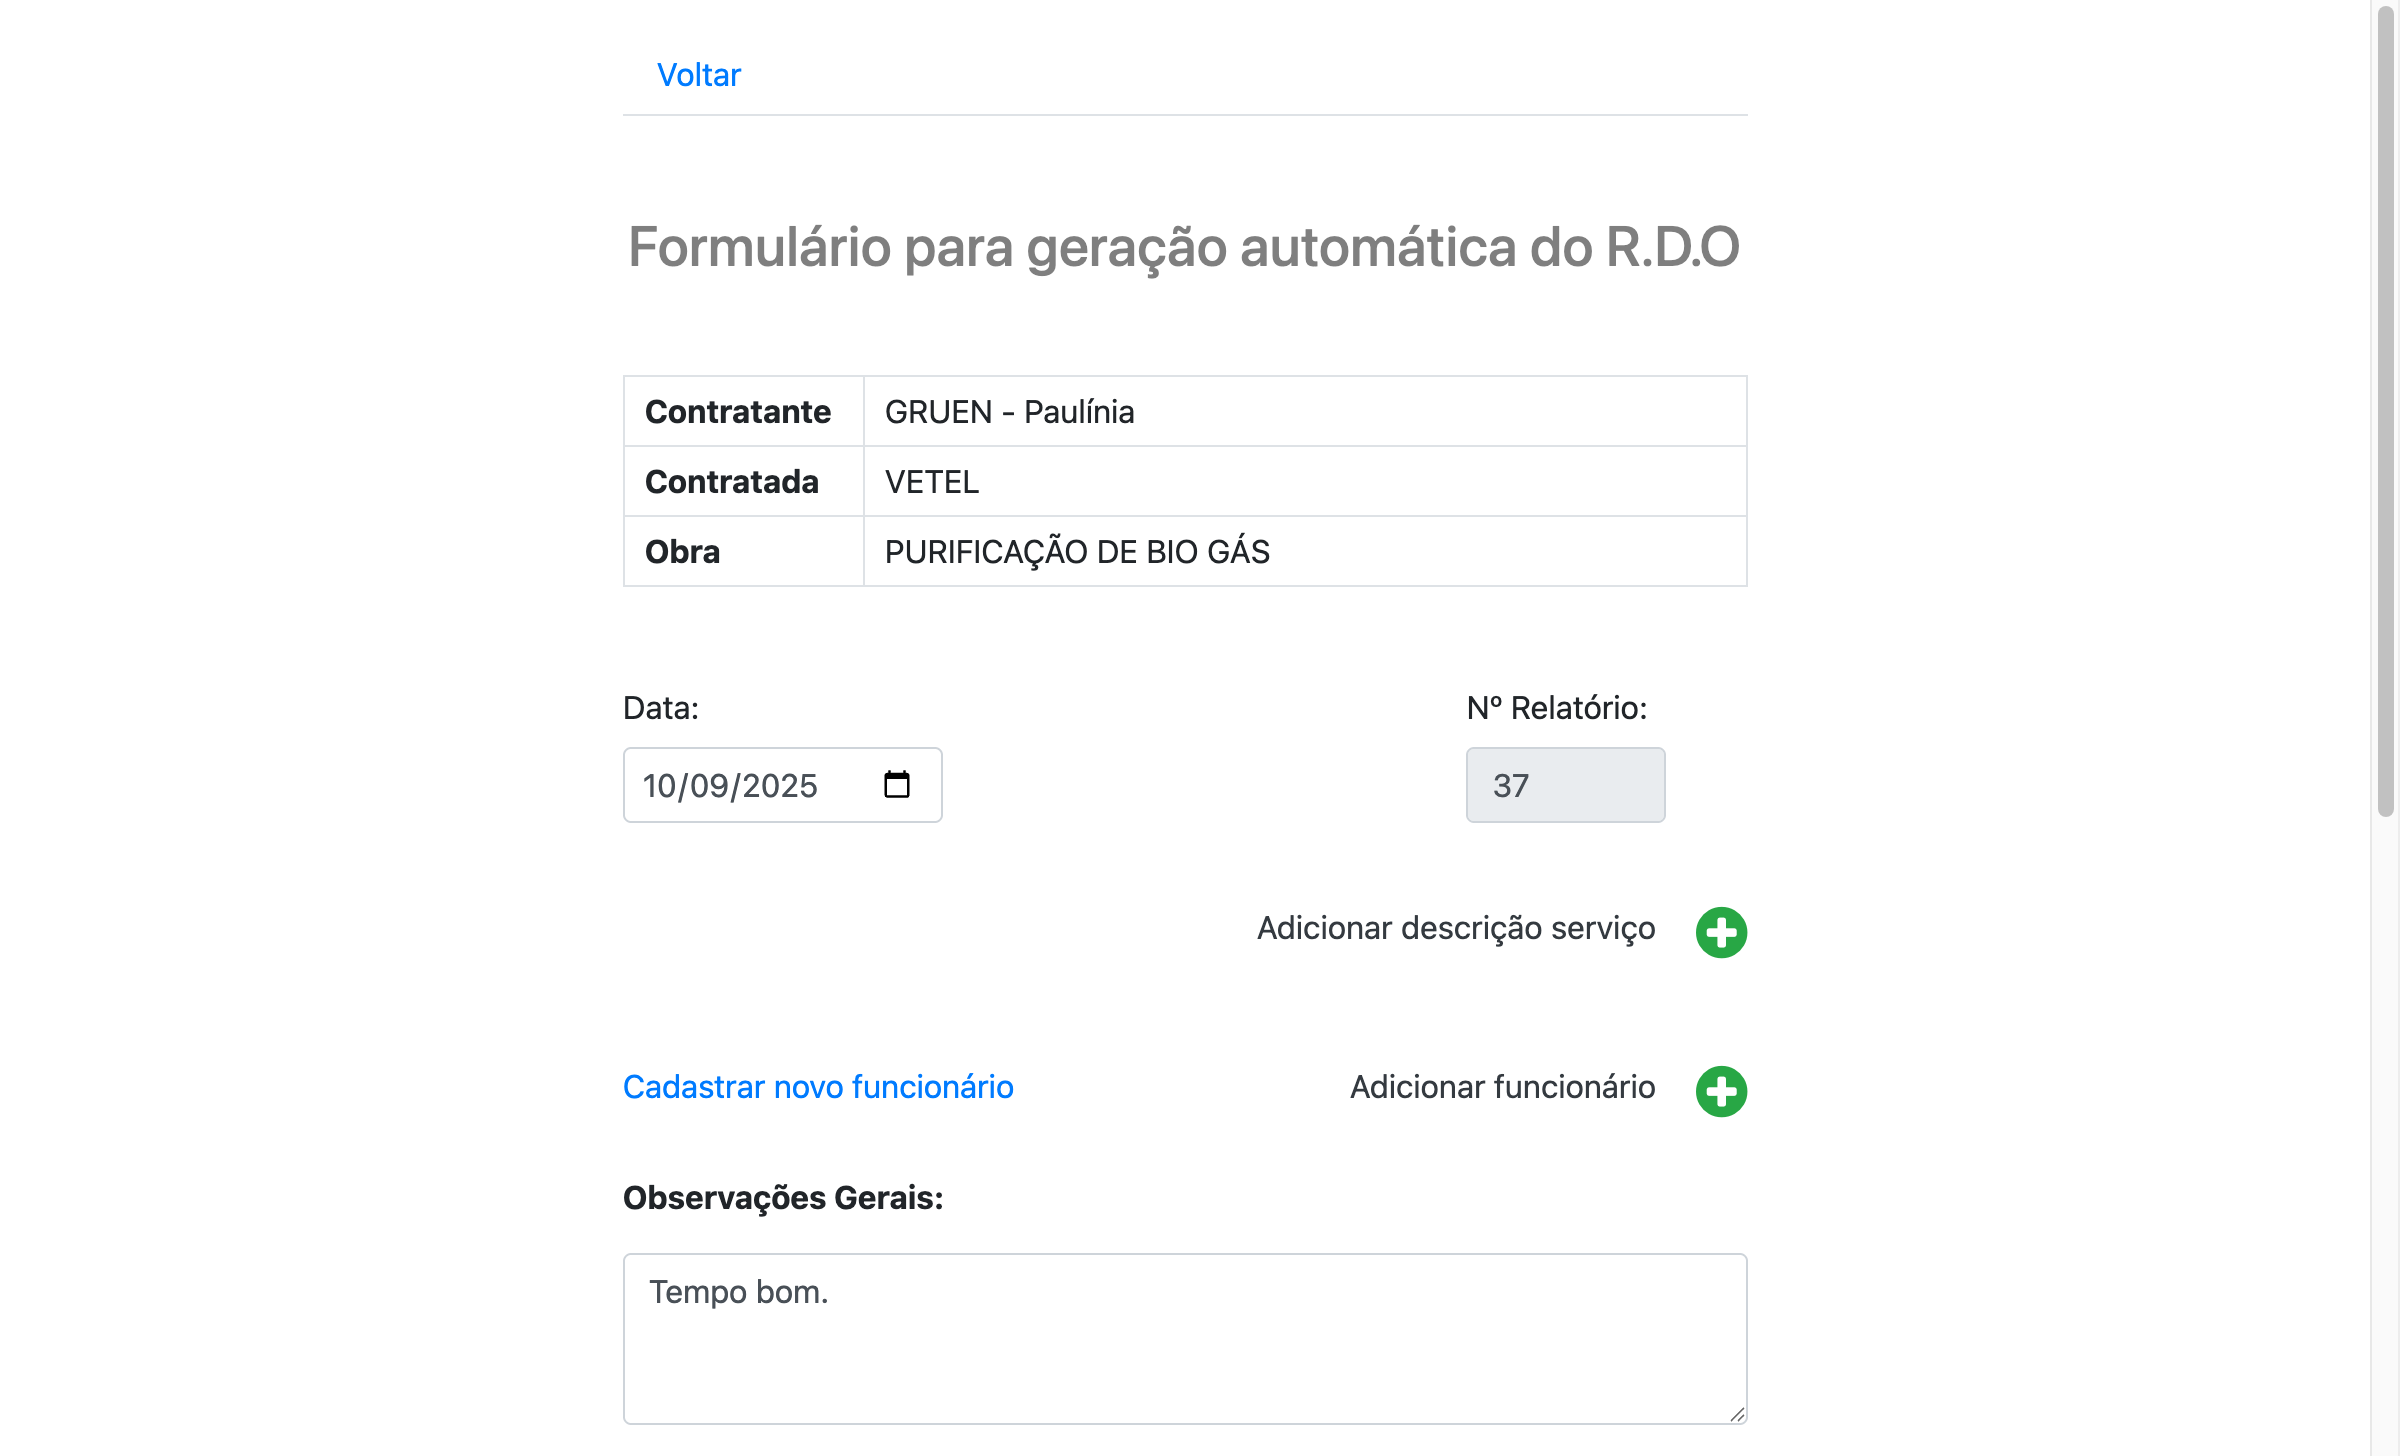 Voltar
Formulário para geração automática do R.D.O
Contratante GRUEN - Paulínia
Contratada VETEL
Obra PURIFICAÇÃO DE BIO GÁS
Data: Nº Relatório:
10/09/2025 37
Adicionar descrição serviço
Cadastrar novo funcionário Adicionar funcionário
Observações Gerais:
Tempo bom.